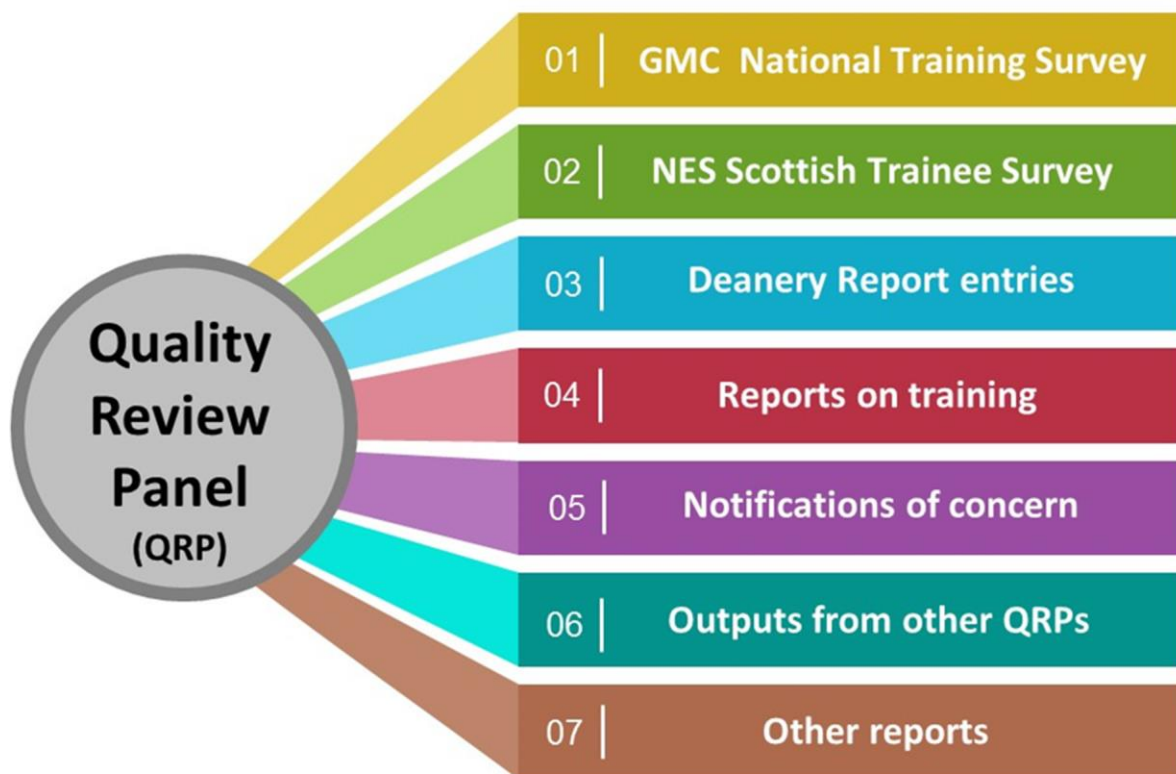 Quality
Review
Panel
(QRP)
01 | GMC National Training Survey
02 | NES Scottish Trainee Survey
03 | Deanery Report entries
04 | Reports on training
05 | Notifications of concern
06 | Outputs from other QRPs
07 | Other reports